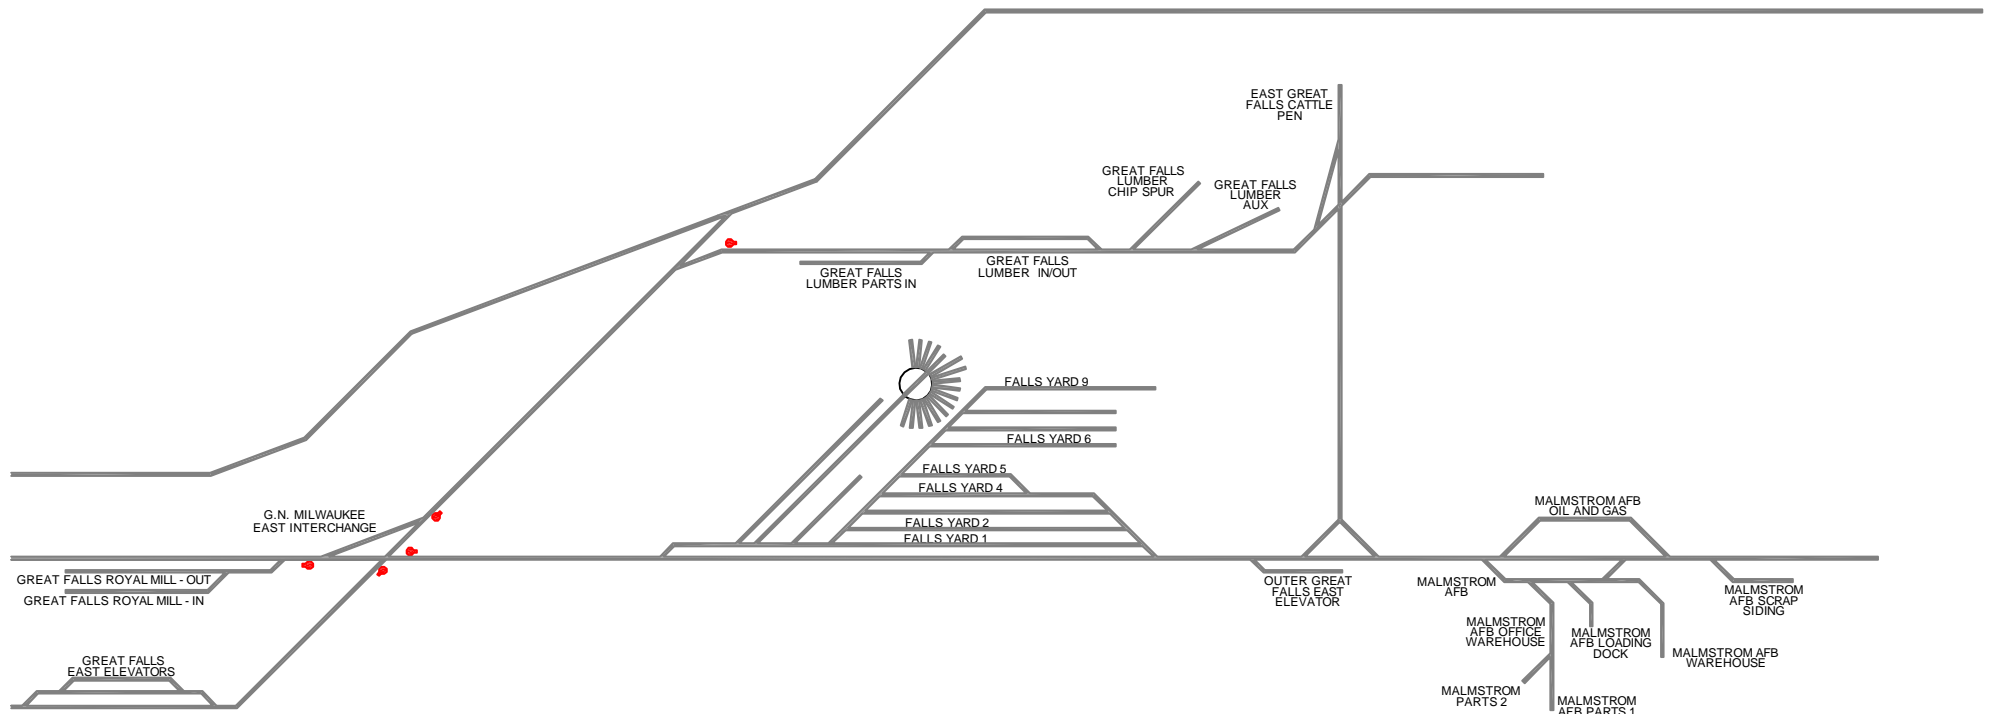 EAST GREAT
FALLS CATTLE
PEN
GREAT FALLS
LUMBER
CHIP SPUR
GREAT FALLS
LUMBER
AUX
GREAT FALLS
LUMBER PARTS IN
GREAT FALLS
LUMBER IN/OUT
FALLS YARD 9
FALLS YARD 6
FALLS YARD 5
FALLS YARD 4
FALLS YARD 2
FALLS YARD 1
G.N. MILWAUKEE
EAST INTERCHANGE
MALMSTROM AFB
OIL AND GAS
GREAT FALLS ROYAL MILL - OUT
GREAT FALLS ROYAL MILL - IN
OUTER GREAT
FALLS EAST
ELEVATOR
MALMSTROM
AFB
MALMSTROM
AFB SCRAP
SIDING
MALMSTROM
AFB OFFICE
WAREHOUSE
MALMSTROM
AFB LOADING
DOCK
MALMSTROM AFB
WAREHOUSE
GREAT FALLS
EAST ELEVATORS
MALMSTROM
PARTS 2
MALMSTROM
AFB PARTS 1